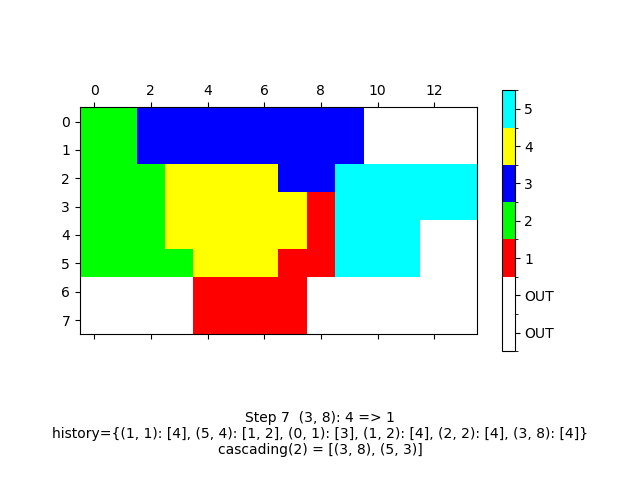 0 2 4 6 8 10 12
0
1
2
3
4
5
6
7
5
4
3
2
1
OUT
OUT
Step 7  (3, 8): 4 => 1
history={(1, 1): [4], (5, 4): [1, 2], (0, 1): [3], (1, 2): [4], (2, 2): [4], (3, 8): [4]}
cascading(2) = [(3, 8), (5, 3)]